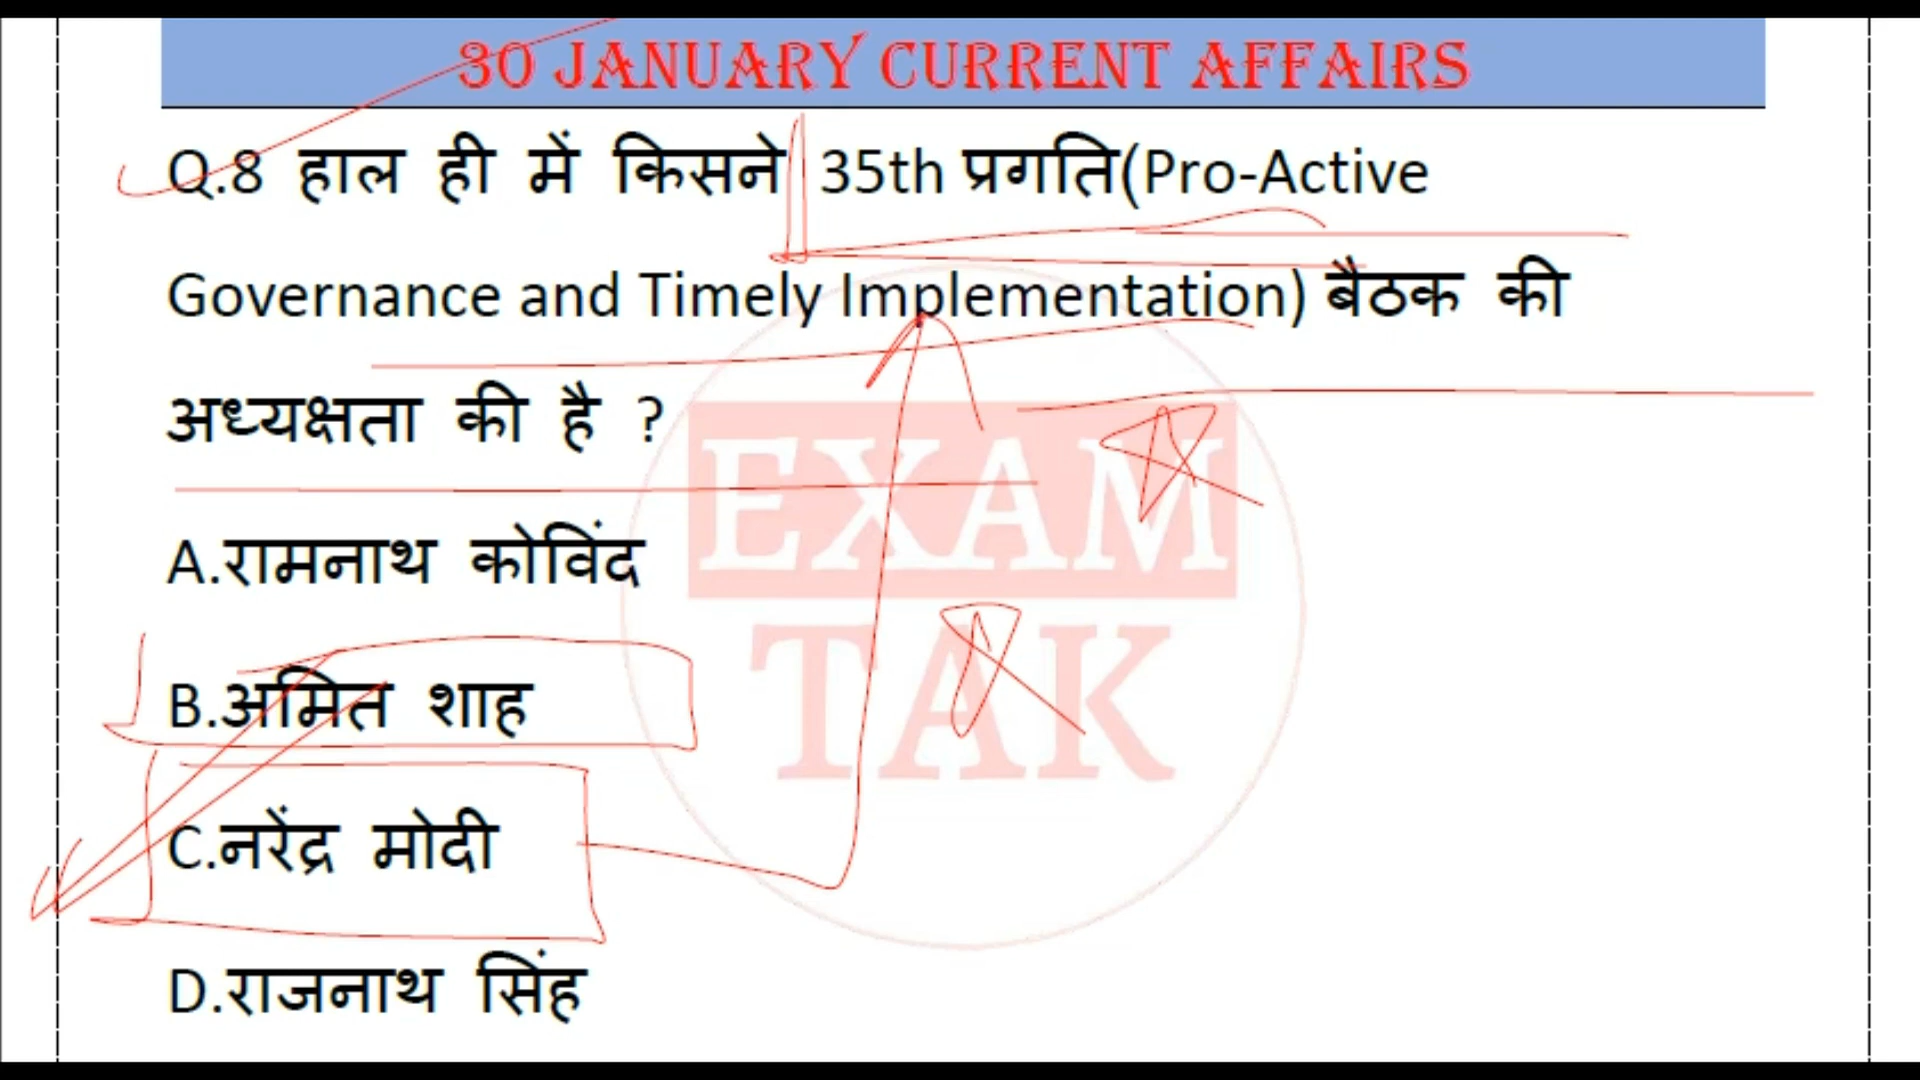 30 JANUARY CURRENT AFFAIRS
Q.8 हाल ही में किसने 35th प्रगति(Pro-Active
Governance and Timely Implementation) बैठक की
अध्यक्षता की है ?
EXAM
TAK
A.रामनाथ कोविंद
B.अमित शाह
C.नरेंद्र मोदी
D.राजनाथ सिंह